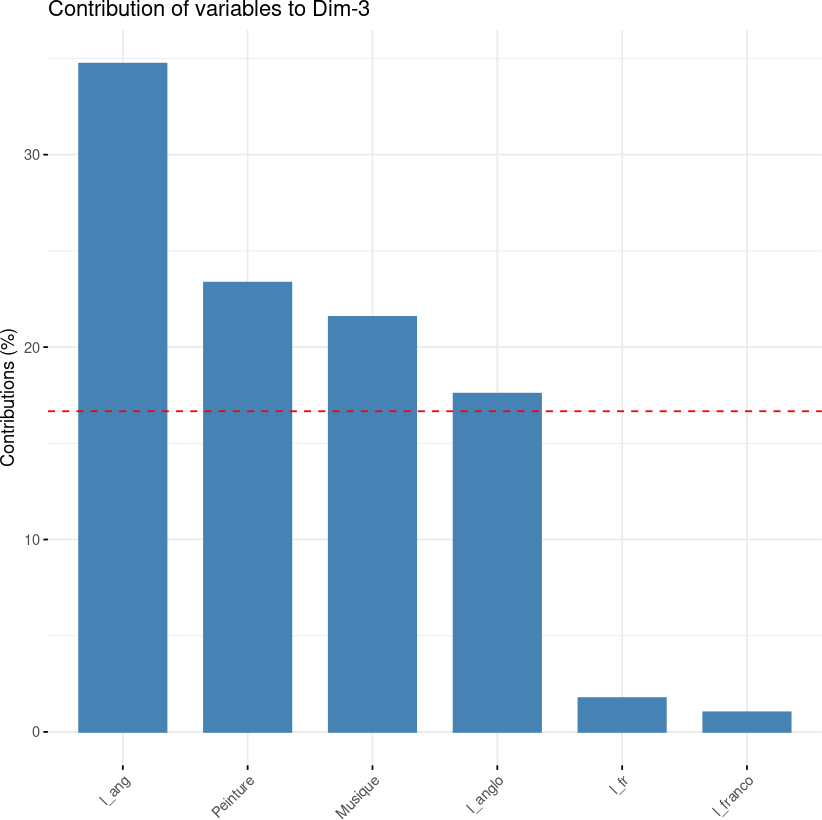 Contribution of variables to Dim-3
Contributions (%)
30
20
10
0
l_ang
Peinture
Musique
l_anglo
l_fr
l_franco